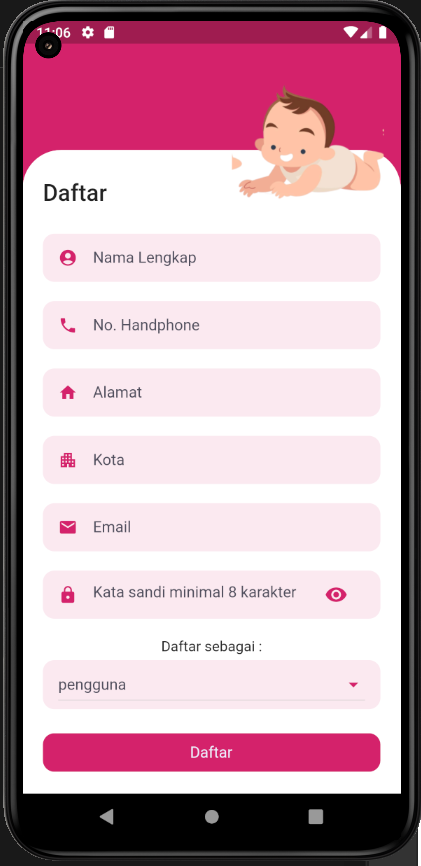 11:06
Daftar
Nama Lengkap
No. Handphone
Alamat
Kota
Email
Kata sandi minimal 8 karakter
Daftar sebagai :
pengguna
Daftar